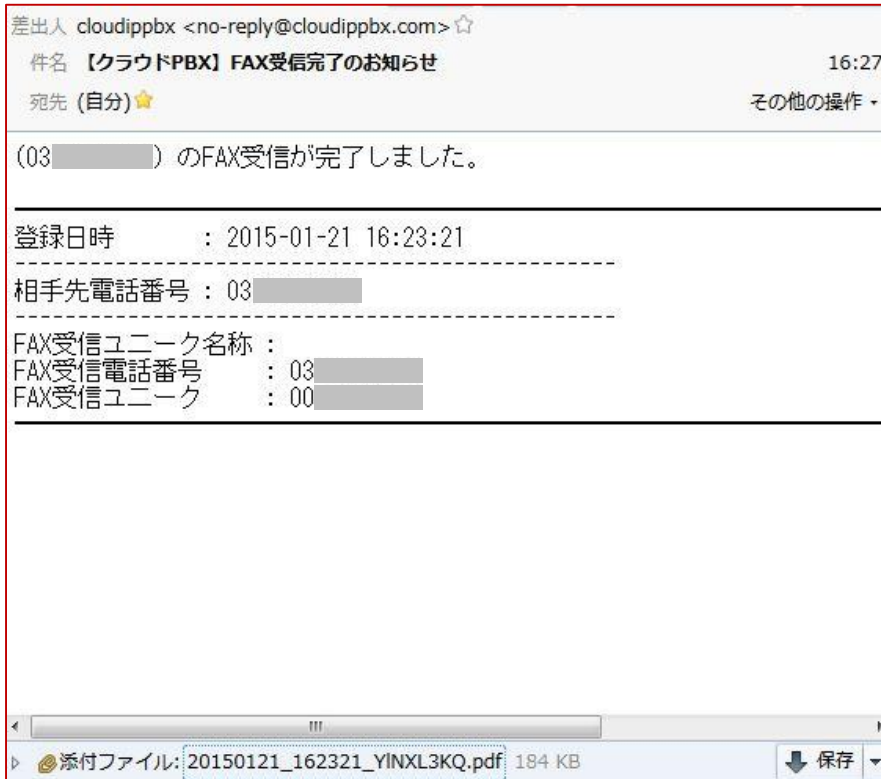 差出人 cloudippbx <no-reply@cloudippbx.com>
件名 【クラウドPBX】FAX受信完了のお知らせ 16:27
宛先 (自分) その他の操作
(03 ) のFAX受信が完了しました。
登録日時 : 2015-01-21 16:23:21
相手先電話番号 : 03
FAX受信ユニーク名称 :
FAX受信電話番号 : 03
FAX受信ユニーク : 00
添付ファイル: 20150121_162321_YlNXL3KQ.pdf 184 KB 保存